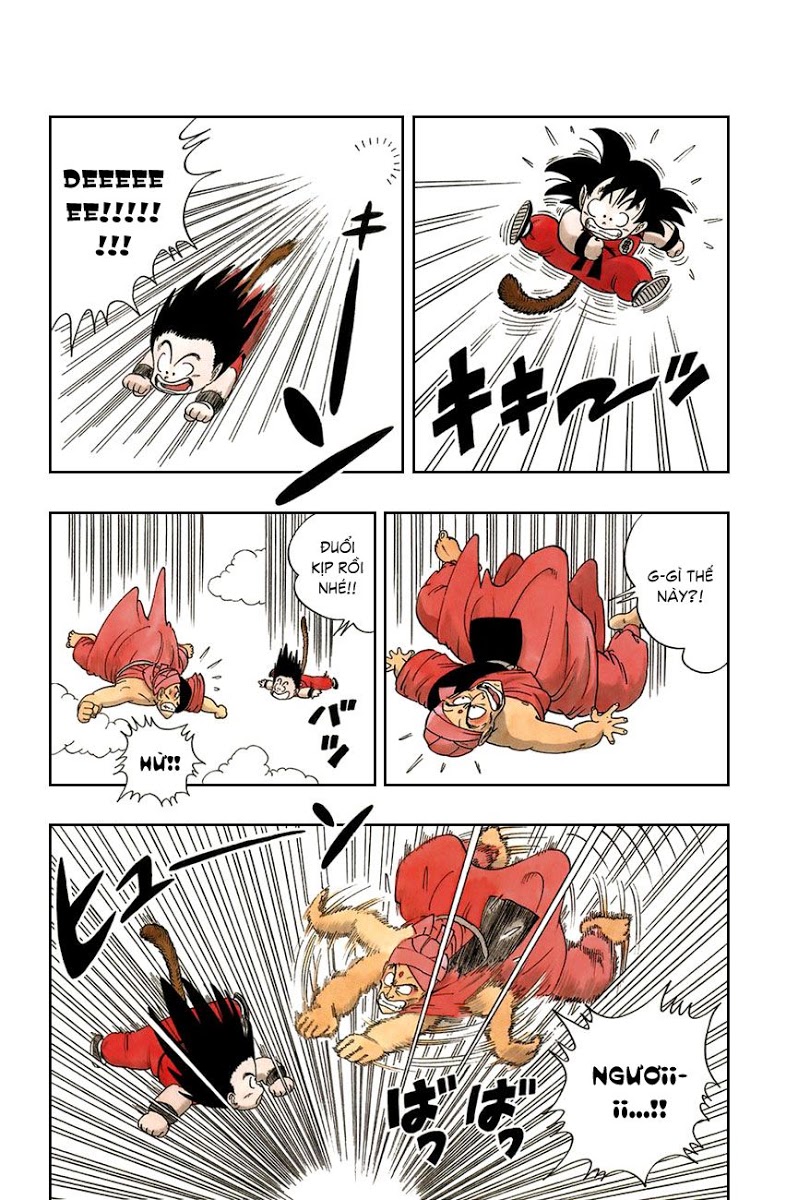 キキーッ
DEEEEE
EE!!!!!
!!!
キーン
G-GÌ THẾ
NÀY?!
ĐUỔI
KỊP RỒI
NHÉ!!
バッ
HỪ!!
ヒューーン
NGƯƠII-
II...!!
ばっ
ばっ